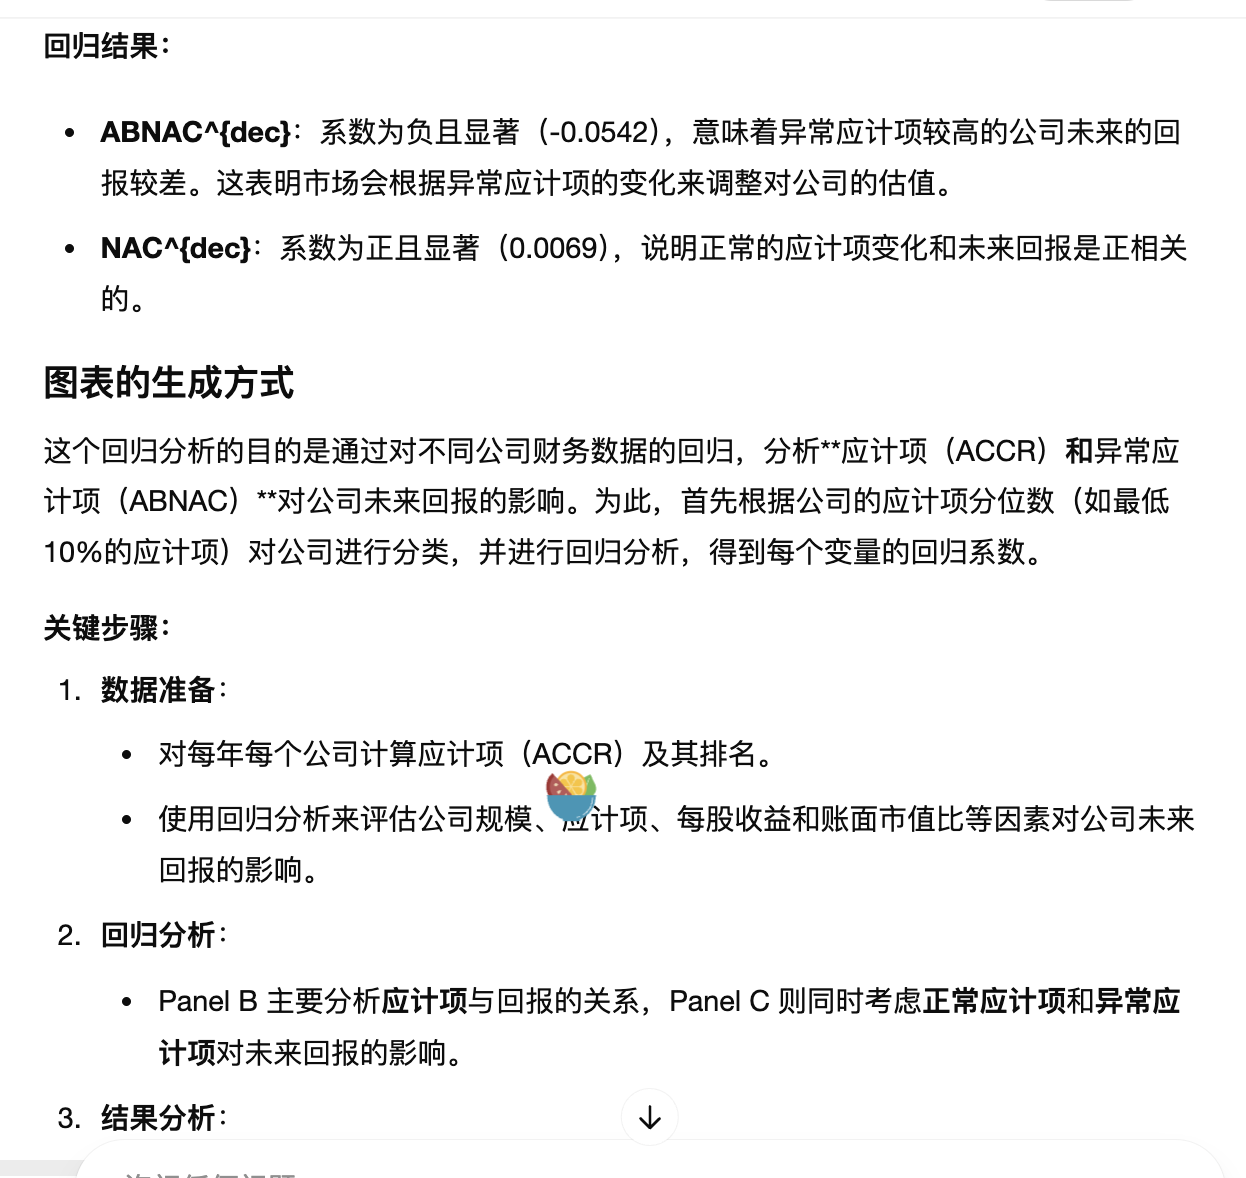 回归结果：
• ABNAC^{dec}：系数为负且显著（-0.0542），意味着异常应计项较高的公司未来的回
报较差。这表明市场会根据异常应计项的变化来调整对公司的估值。
• NAC^{dec}：系数为正且显著（0.0069），说明正常的应计项变化和未来回报是正相关
的。
图表的生成方式
这个回归分析的目的是通过对不同公司财务数据的回归，分析**应计项（ACCR）和异常应
计项（ABNAC）**对公司未来回报的影响。为此，首先根据公司的应计项分位数（如最低
10%的应计项）对公司进行分类，并进行回归分析，得到每个变量的回归系数。
关键步骤：
1. 数据准备：
• 对每年每个公司计算应计项（ACCR）及其排名。
• 使用回归分析来评估公司规模、应计项、每股收益和账面市值比等因素对公司未来
回报的影响。
2. 回归分析：
• Panel B 主要分析应计项与回报的关系，Panel C 则同时考虑正常应计项和异常应
计项对未来回报的影响。
3. 结果分析：